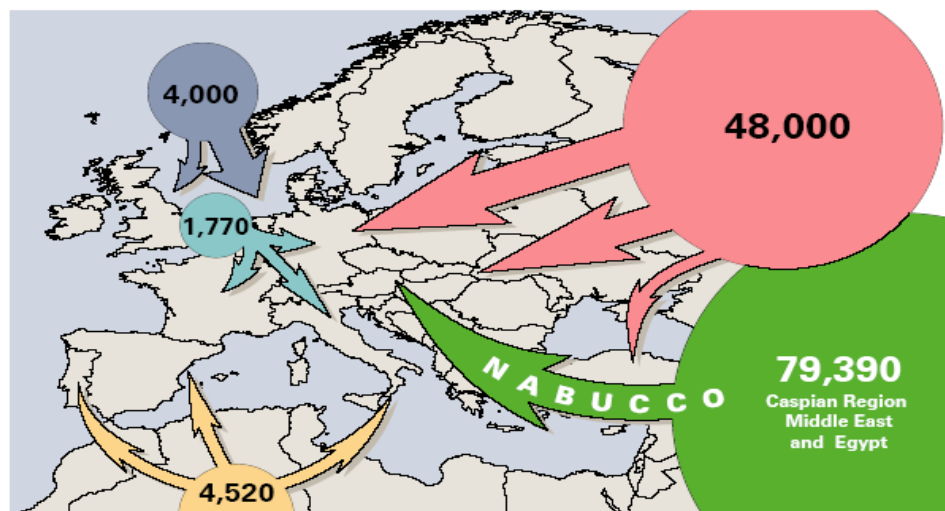 4,000
48,000
1,770
79,390
Caspian Region
Middle East
and Egypt
NABUCCO
4,520